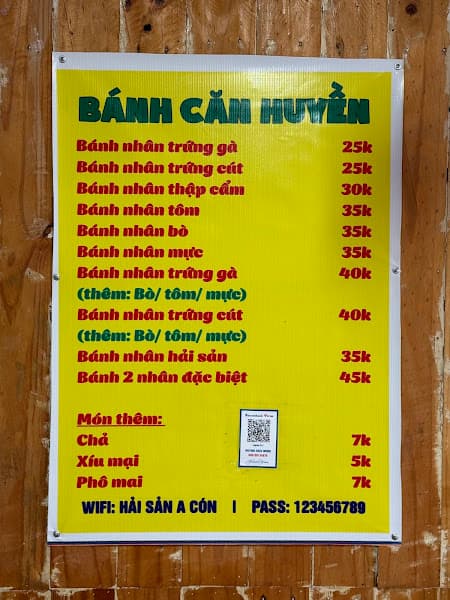 BÁNH CĂN HUYỀN
Bánh nhân trứng gà 25k
Bánh nhân trứng cút 25k
Bánh nhân thập cẩm 30k
Bánh nhân tôm 35k
Bánh nhân bò 35k
Bánh nhân mực 35k
Bánh nhân trứng gà 40k
(thêm: Bò/ tôm/ mực)
Bánh nhân trứng cút 40k
(thêm: Bò/ tôm/ mực)
Bánh nhân hải sản 35k
Bánh 2 nhân đặc biệt 45k
Món thêm:
Chả 7k
Xíu mại 5k
Phô mai 7k
WIFI: HẢI SẢN A CÓN | PASS: 123456789